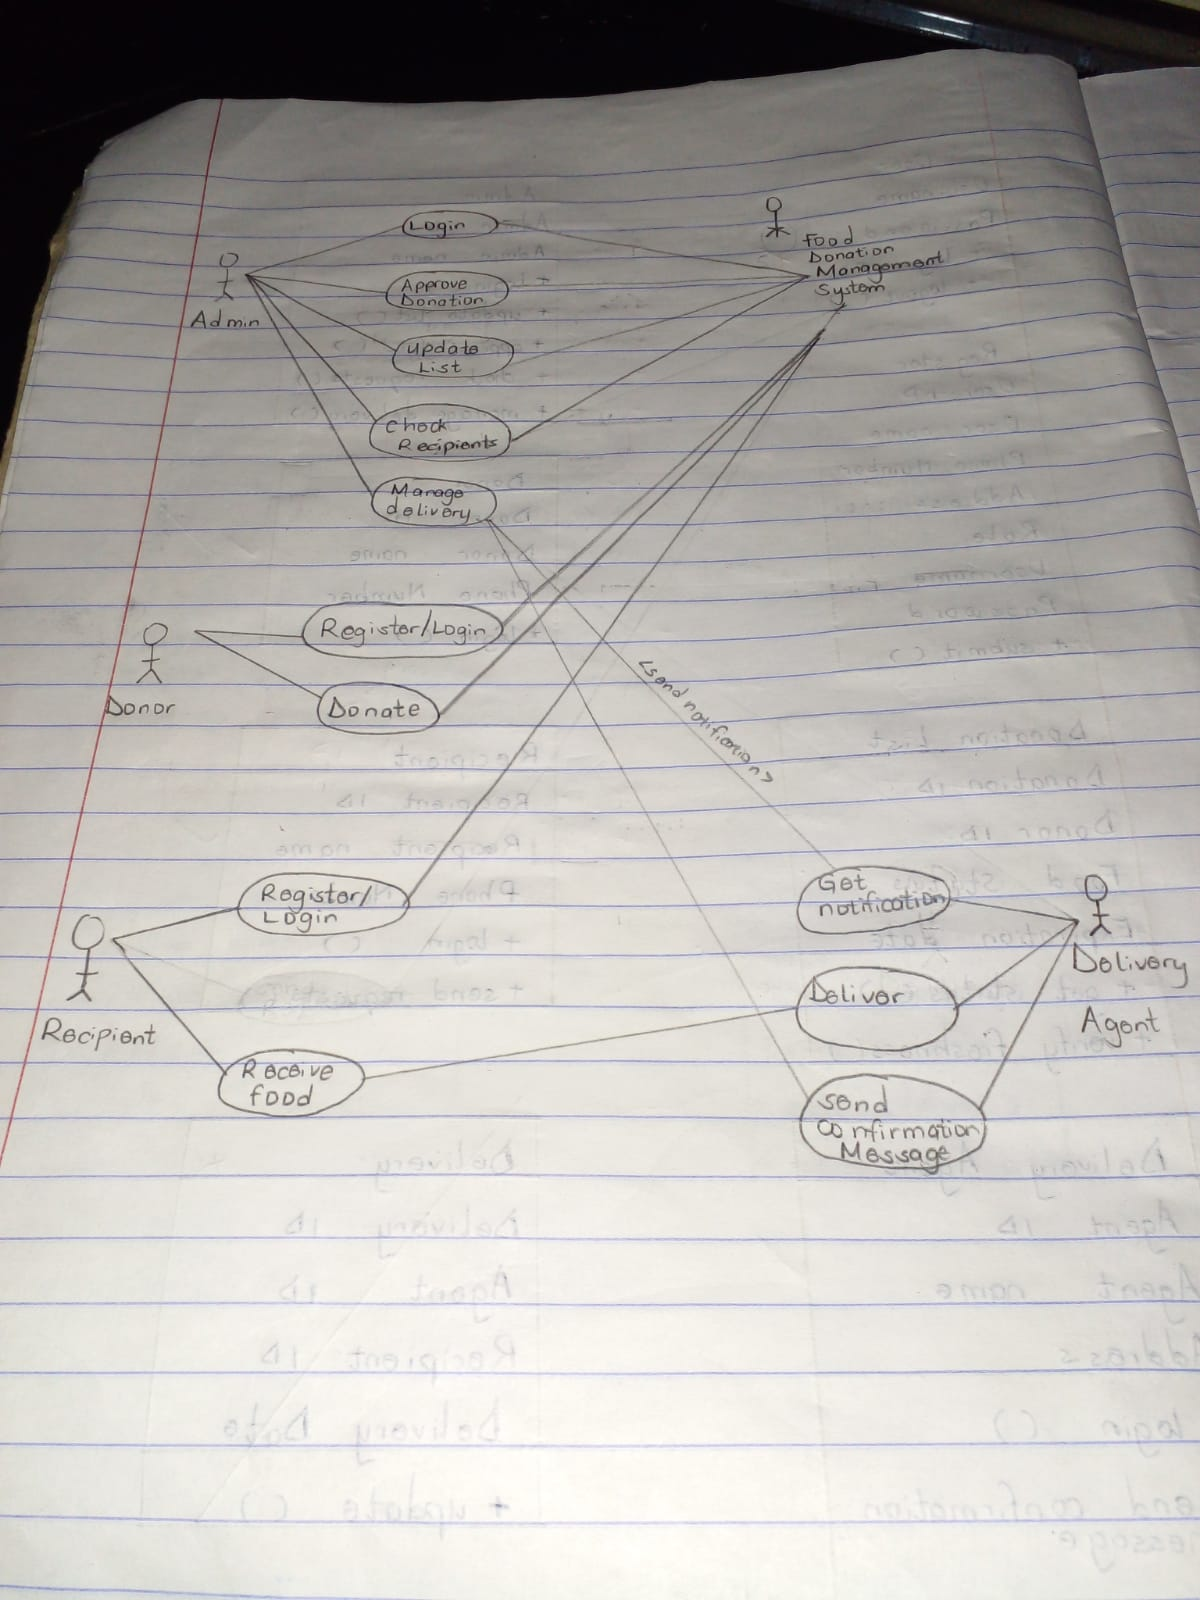 Login
Food
Donation
Management
System
Approve
Donation
Admin
Update
List
Check
Recipients
Manage
delivery
Register/Login
Donor
Donate
<send notification>
Register/
Login
Get
notification
Delivery
Agent
Deliver
Recipient
Receive
food
Send
Confirmation
Message